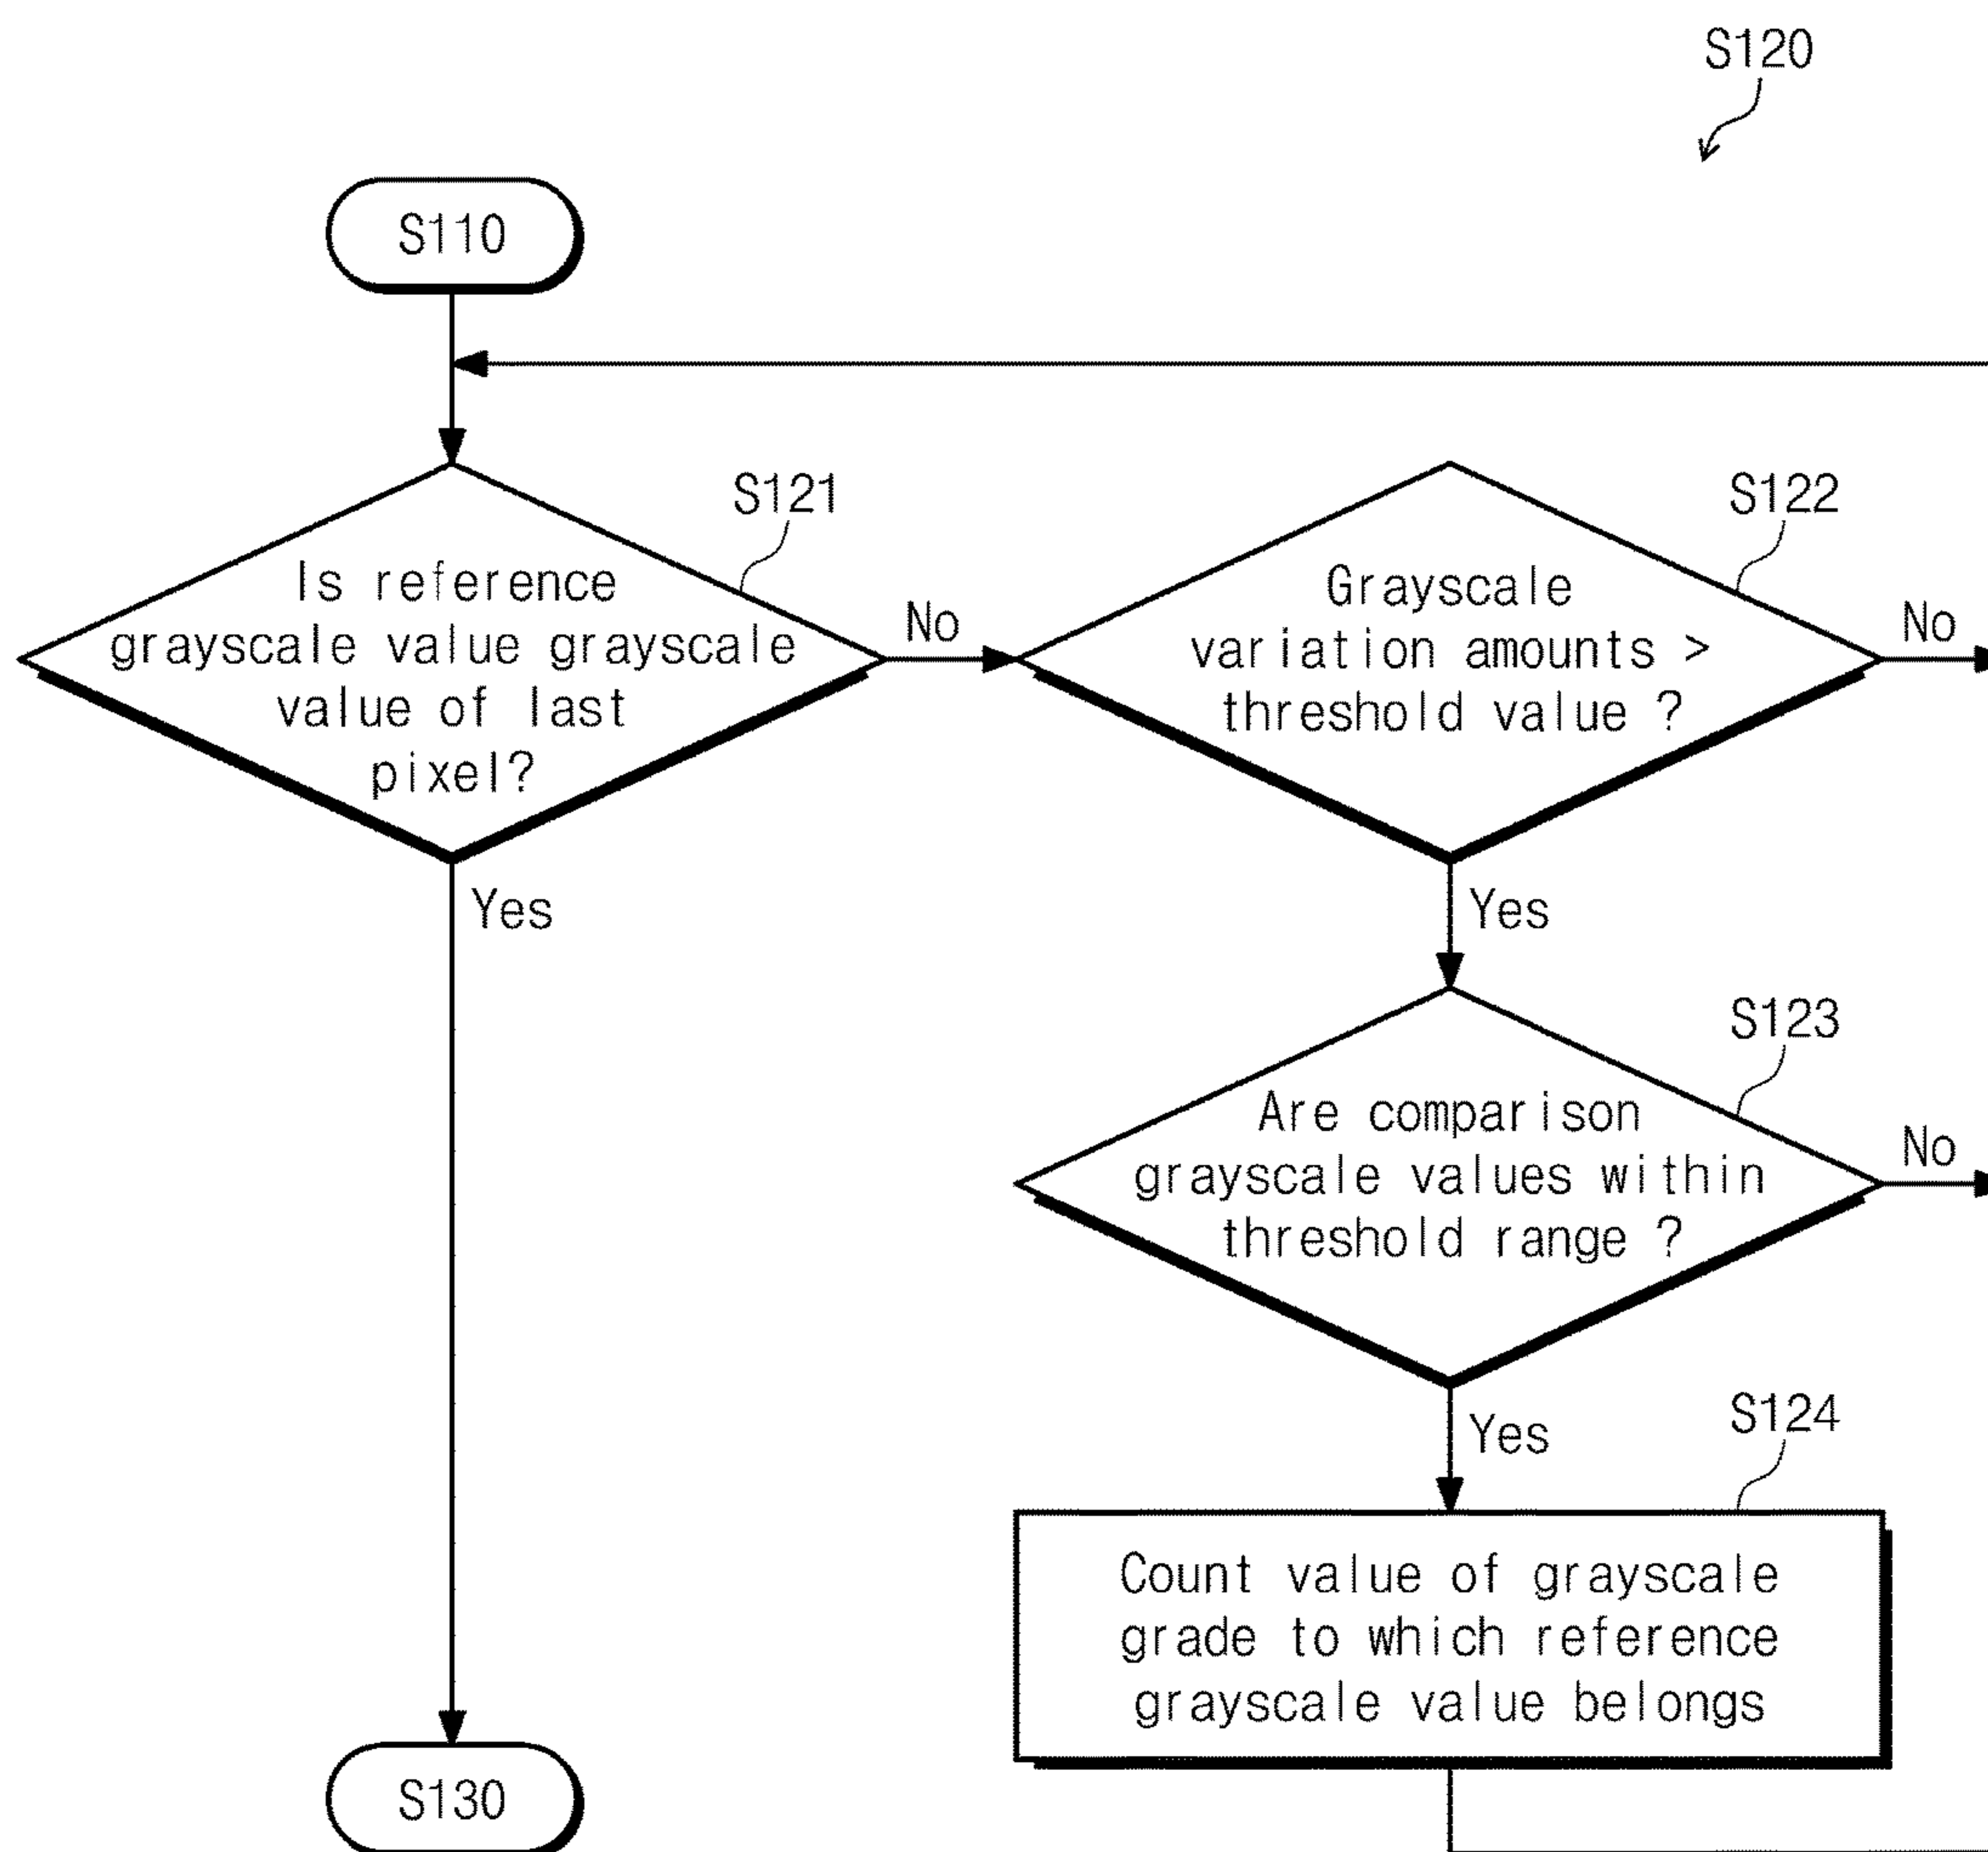 S120
S110
S121
Is reference
grayscale value grayscale
value of last
pixel?
No
Yes
S122
Grayscale
variation amounts >
threshold value ?
No
Yes
S123
Are comparison
grayscale values within
threshold range ?
No
Yes
S124
Count value of grayscale
grade to which reference
grayscale value belongs
S130